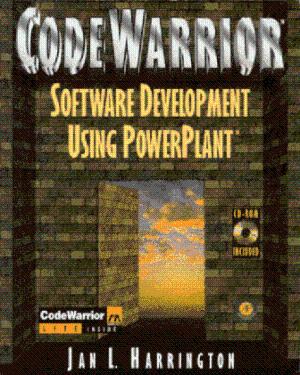 CODEWARRIOR®
SOFTWARE DEVELOPMENT
USING POWERPLANT
CD-ROM
INCLUDED
CodeWarrior
LITE INSIDE
JAN L. HARRINGTON